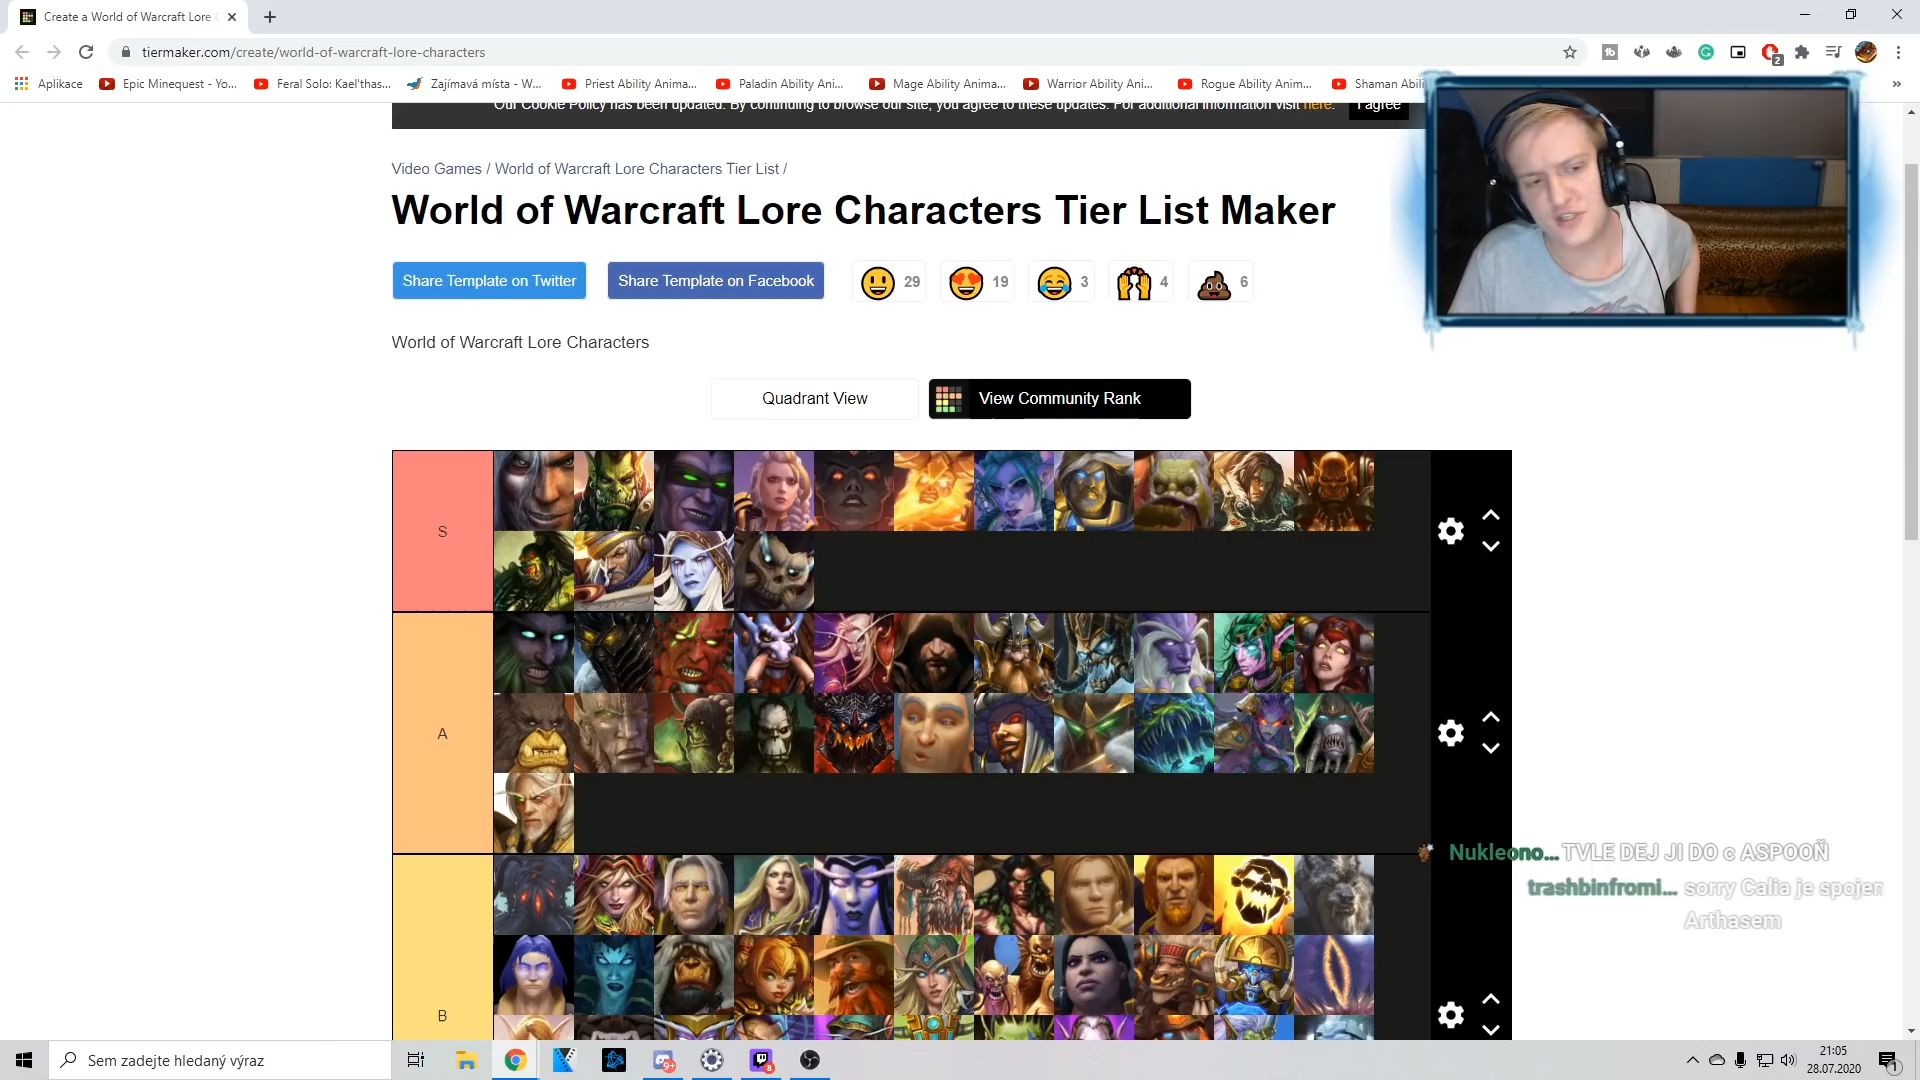 Create a World of Warcraft Lore
tiermaker.com/create/world-of-warcraft-lore-characters
2
Aplikace
Epic Minequest - Yo...
Feral Solo: Kael'thas...
Zajímavá místa - W...
Priest Ability Anima...
Paladin Ability Ani...
Mage Ability Anima...
Warrior Ability Ani...
Rogue Ability Anim...
Shaman Abili
»
Our Cookie Policy has been updated. By continuing to browse our site, you agree to these updates. For additional information visit here.
I agree
Video Games / World of Warcraft Lore Characters Tier List /
World of Warcraft Lore Characters Tier List Maker
Share Template on Twitter
Share Template on Facebook
29
19
3
4
6
World of Warcraft Lore Characters
Quadrant View
View Community Rank
S
A
B
Nukleono... TVLE DEJ JI DO c ASPOOŇ
trashbinfromi... sorry Calia je spojen
Arthasem
Sem zadejte hledaný výraz
9+
8
21:05
28.07.2020
1